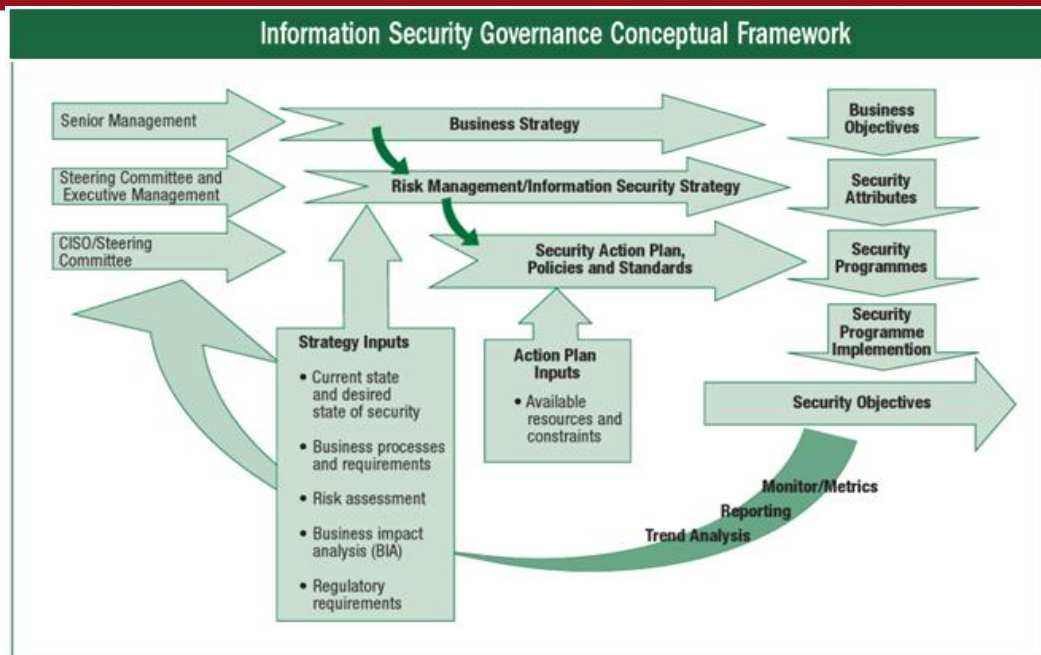 Information Security Governance Conceptual Framework
Senior Management
Business Strategy
Business
Objectives
Steering Committee and
Executive Management
Risk Management/Information Security Strategy
Security
Attributes
CISO/Steering
Committee
Security Action Plan,
Policies and Standards
Security
Programmes
Security
Programme
Implemention
Strategy Inputs
• Current state
and desired
state of security
• Business processes
and requirements
• Risk assessment
• Business impact
analysis (BIA)
• Regulatory
requirements
Action Plan
Inputs
• Available
resources and
constraints
Security Objectives
Monitor/Metrics
Reporting
Trend Analysis